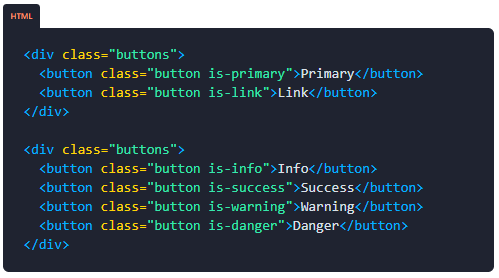 HTML
<div class="buttons">
  <button class="button is-primary">Primary</button>
  <button class="button is-link">Link</button>
</div>

<div class="buttons">
  <button class="button is-info">Info</button>
  <button class="button is-success">Success</button>
  <button class="button is-warning">Warning</button>
  <button class="button is-danger">Danger</button>
</div>